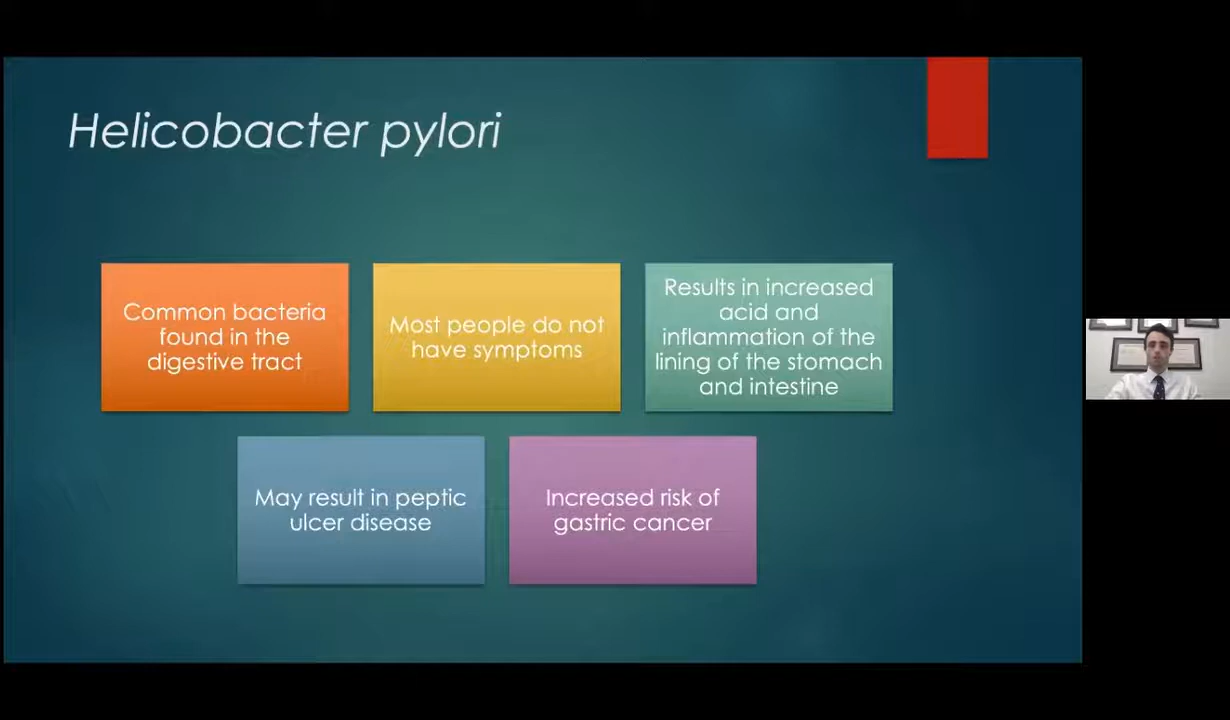 Helicobacter pylori
Common bacteria
found in the
digestive tract
Most people do not
have symptoms
Results in increased
acid and
inflammation of the
lining of the stomach
and intestine
May result in peptic
ulcer disease
Increased risk of
gastric cancer